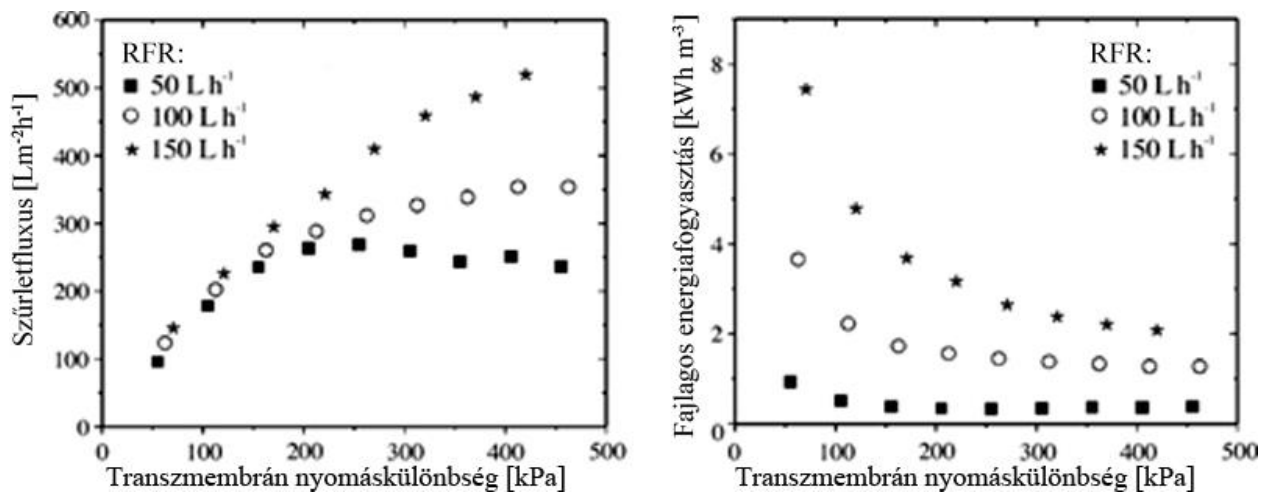 Szűrletfluxus [Lm⁻²h⁻¹]
600
500
400
300
200
100
0
RFR:
■ 50 L h⁻¹
○ 100 L h⁻¹
★ 150 L h⁻¹
0 100 200 300 400 500
Transzmembrán nyomáskülönbség [kPa]
Fajlagos energiafogyasztás [kWh m⁻³]
8
6
4
2
0
RFR:
■ 50 L h⁻¹
○ 100 L h⁻¹
★ 150 L h⁻¹
0 100 200 300 400 500
Transzmembrán nyomáskülönbség [kPa]